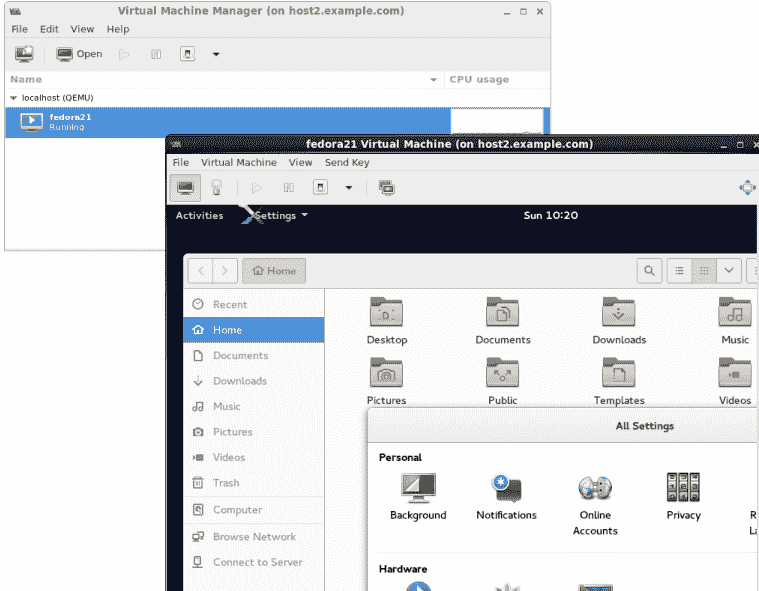 Virtual Machine Manager (on host2.example.com)
File Edit View Help
Open
Name CPU usage
localhost (QEMU)
fedora21
Running
fedora21 Virtual Machine (on host2.example.com)
File Virtual Machine View Send Key
Activities Settings Sun 10:20
Home
Recent
Home
Documents
Downloads
Music
Pictures
Videos
Trash
Computer
Browse Network
Connect to Server
Desktop Documents Downloads Music
Pictures Public Templates Videos
All Settings
Personal
Background Notifications Online Accounts Privacy
Hardware